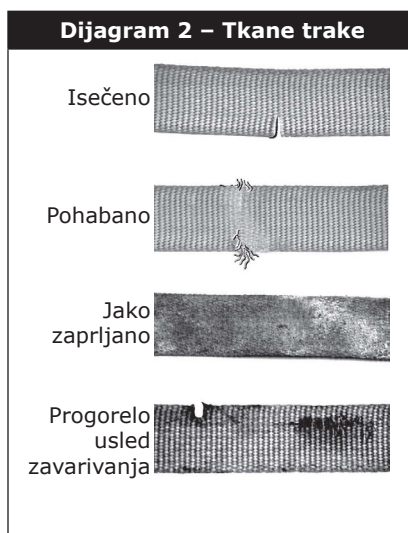 Dijagram 2 – Tkane trake
Isečeno
Pohabano
Jako
zaprljano
Progorelo
usled
zavarivanja